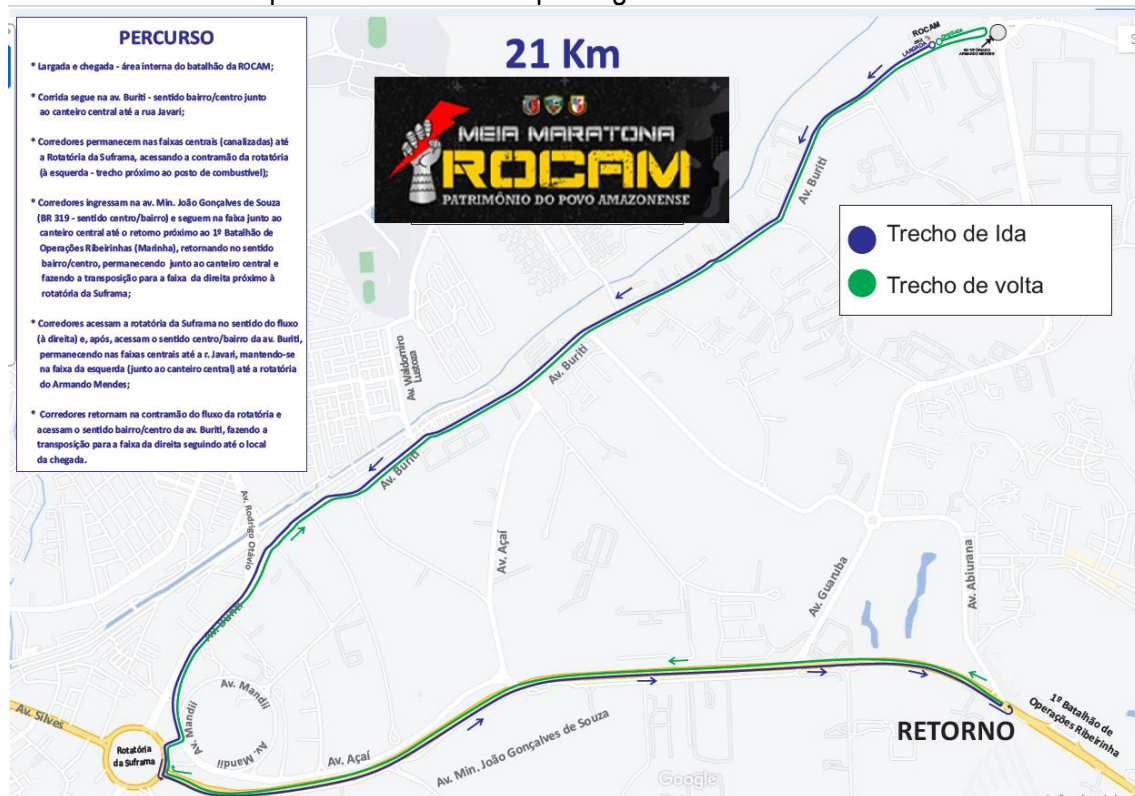 PERCURSO
* Largada e chegada - área interna do batalhão da ROCAM;
* Corrida segue na av. Buriti - sentido bairro/centro junto
ao canteiro central até a rua Javari;
* Corredores permanecem nas faixas centrais (canalizados) até
a Rotatória da Suframa, acessando a contramão da rotatória
(à esquerda - trecho próximo ao posto de combustível);
* Corredores ingressam na av. Min. João Gonçalves de Souza
(BR 319 - sentido centro/bairro) e seguem na faixa junto ao
canteiro central até o retorno próximo ao 1º Batalhão de
Operações Ribeirinhas (Marinha), retornando no sentido
bairro/centro, permanecendo junto ao canteiro central e
fazendo a transposição para a faixa da direita próximo à
rotatória da Suframa;
* Corredores acessam a rotatória da Suframa no sentido do fluxo
(à direita) e, após, acessam o sentido centro/bairro da av. Buriti,
permanecendo nas faixas centrais até a r. Javari, mantendo-se
na faixa da esquerda (junto ao canteiro central) até a rotatória
do Armando Mendes;
* Corredores retornam na contramão do fluxo da rotatória e
acessam o sentido bairro/centro da av. Buriti, fazendo a
transposição para a faixa da direita seguindo até o local
da chegada.
21 Km
MEIA MARATONA
ROCAM
PATRIMÔNIO DO POVO AMAZONENSE
ROCAM
LARGADA
CHEGADA
ARMANDO MENDES
Trecho de Ida
Trecho de volta
Av. Buriti
Av. Buriti
Av. Waldomiro
Lustoza
Av. Buriti
Av. Rodrigo Otávio
Av. Açaí
Av. Guaruba
Av. Abiurana
Av. Buriti
Av. Mandii
Av. Mandii
Av. Mandii
Av. Silves
Rotatória
da Suframa
Av. Açaí
Av. Min. João Gonçalves de Souza
RETORNO
1º Batalhão de
Operações Ribeirinha
Google